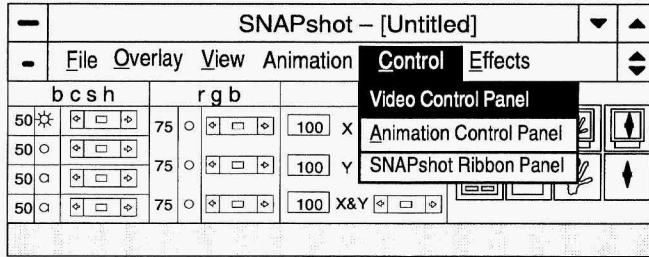 SNAPshot – [Untitled]
File Overlay View Animation Control Effects
b c s h r g b
Video Control Panel
50 75 100 X
Animation Control Panel
50
75 100 Y
SNAPshot Ribbon Panel
50
50 75 100 X&Y